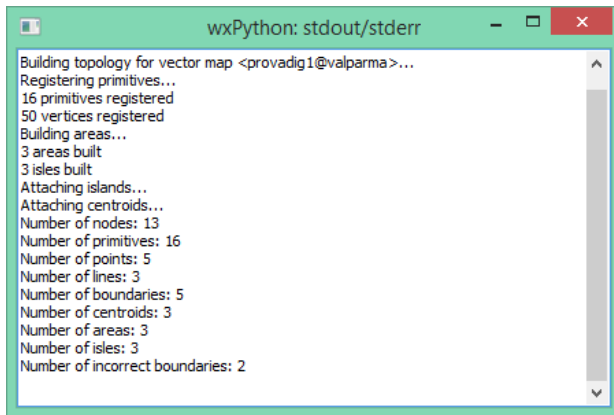 wxPython: stdout/stderr
Building topology for vector map <provadig1@valparma>...
Registering primitives...
16 primitives registered
50 vertices registered
Building areas...
3 areas built
3 isles built
Attaching islands...
Attaching centroids...
Number of nodes: 13
Number of primitives: 16
Number of points: 5
Number of lines: 3
Number of boundaries: 5
Number of centroids: 3
Number of areas: 3
Number of isles: 3
Number of incorrect boundaries: 2